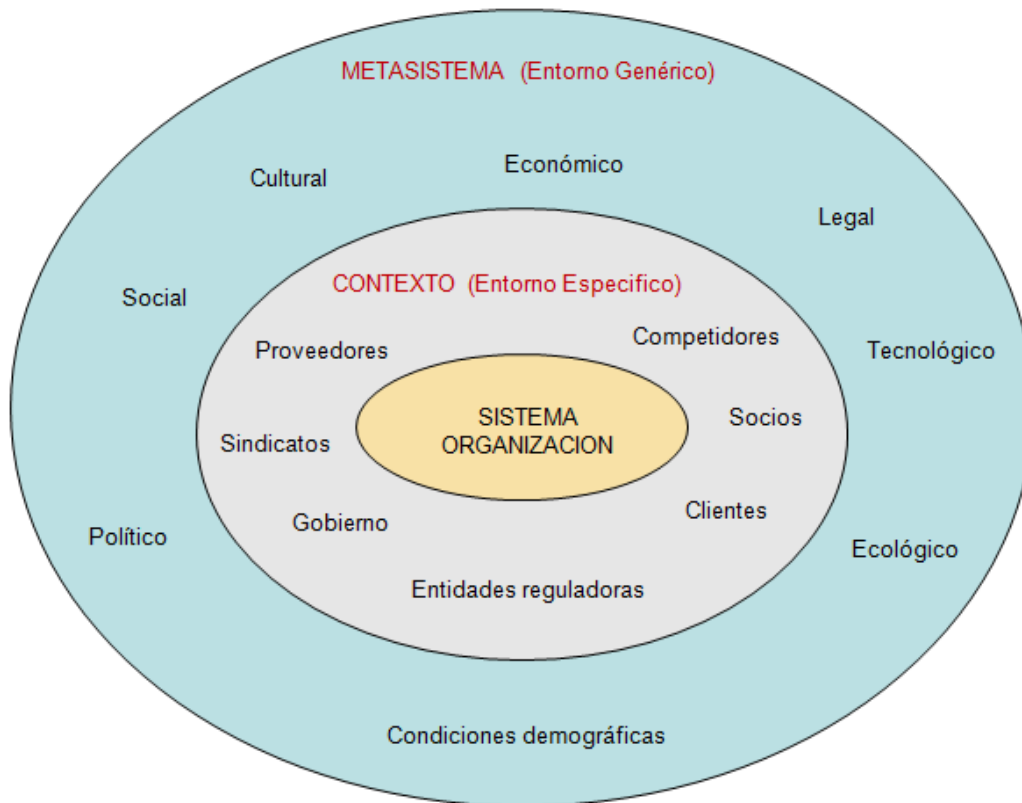 METASISTEMA (Entorno Genérico)
Económico
Cultural
Legal
CONTEXTO (Entorno Especifico)
Social
Competidores
Proveedores
Tecnológico
SISTEMA
ORGANIZACION
Socios
Sindicatos
Clientes
Gobierno
Político
Ecológico
Entidades reguladoras
Condiciones demográficas